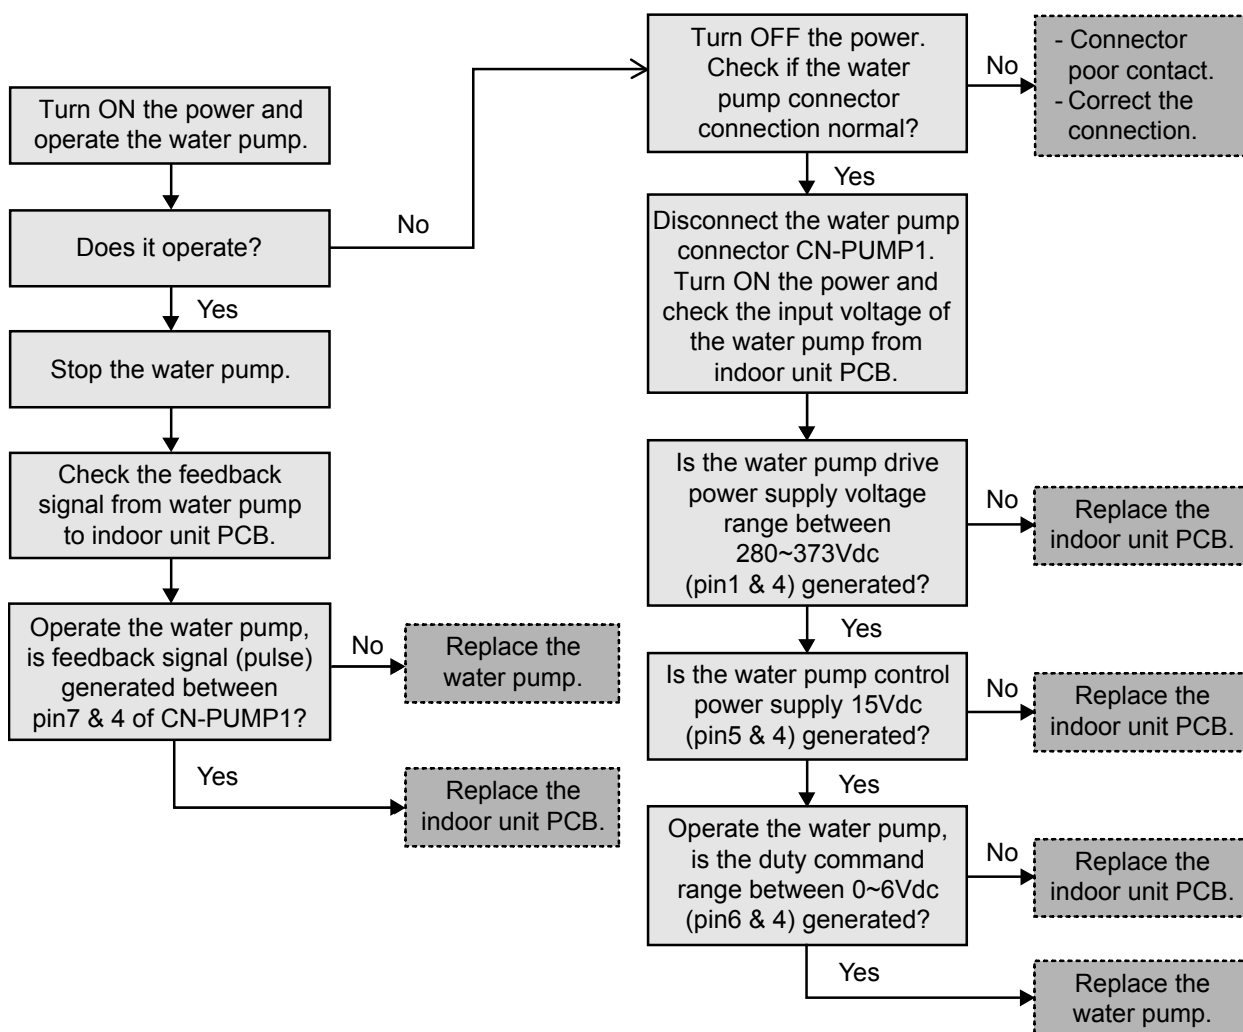 Turn ON the power and
operate the water pump.
Does it operate?
No
Yes
Stop the water pump.
Check the feedback
signal from water pump
to indoor unit PCB.
Operate the water pump,
is feedback signal (pulse)
generated between
pin7 & 4 of CN-PUMP1?
No
Replace the
water pump.
Yes
Replace the
indoor unit PCB.
Turn OFF the power.
Check if the water
pump connector
connection normal?
No
- Connector
poor contact.
- Correct the
connection.
Yes
Disconnect the water pump
connector CN-PUMP1.
Turn ON the power and
check the input voltage of
the water pump from
indoor unit PCB.
Is the water pump drive
power supply voltage
range between
280~373Vdc
(pin1 & 4) generated?
No
Replace the
indoor unit PCB.
Yes
Is the water pump control
power supply 15Vdc
(pin5 & 4) generated?
No
Replace the
indoor unit PCB.
Yes
Operate the water pump,
is the duty command
range between 0~6Vdc
(pin6 & 4) generated?
No
Replace the
indoor unit PCB.
Yes
Replace the
water pump.